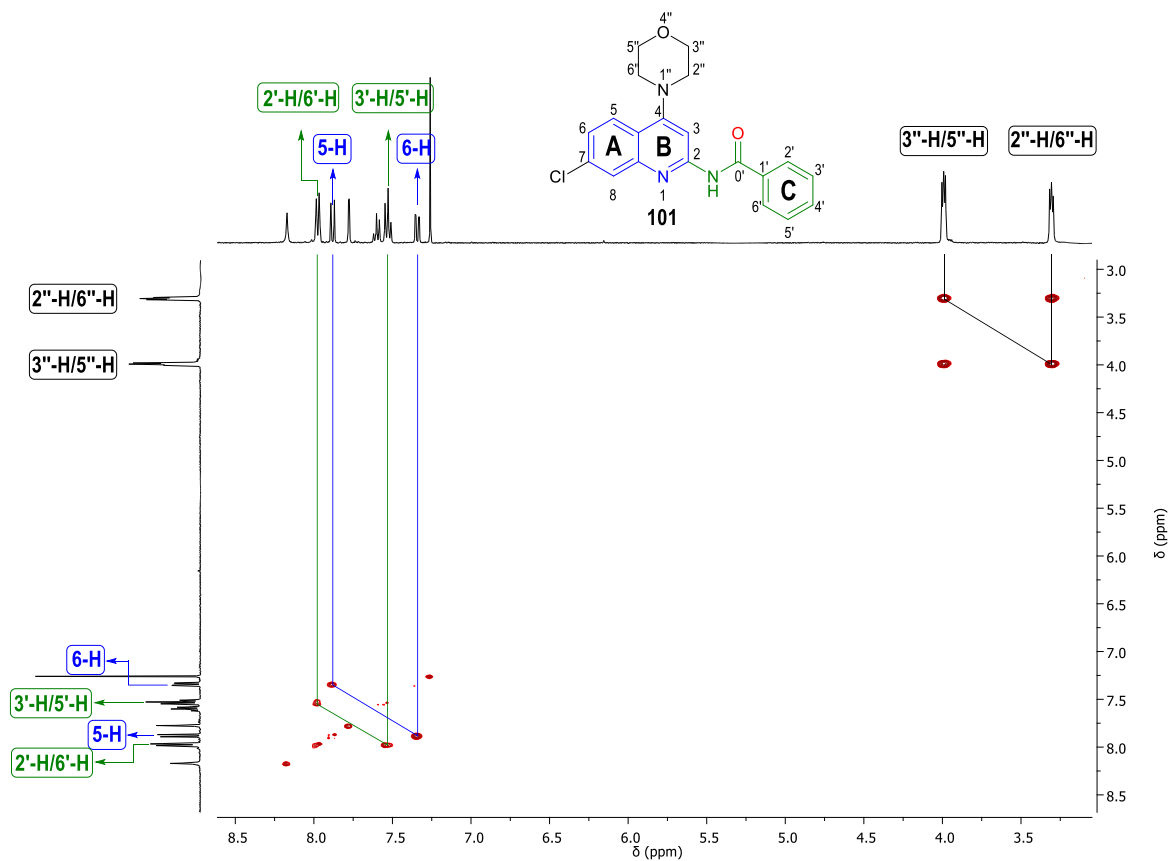 4''
O
5''
3''
6''
2''
1''
N
4
5
3
6
A
B
O
7
2
Cl
N
NH
0'
1'
2'
3'
C
8
1
6'
4'
5'
101
2'-H/6'-H
3'-H/5'-H
5-H
6-H
3''-H/5''-H
2''-H/6''-H
2''-H/6''-H
3''-H/5''-H
6-H
3'-H/5'-H
5-H
2'-H/6'-H
3.0
3.5
4.0
4.5
5.0
5.5
6.0
6.5
7.0
7.5
8.0
8.5
δ (ppm)
8.5 8.0 7.5 7.0 6.5 6.0 5.5 5.0 4.5 4.0 3.5
δ (ppm)